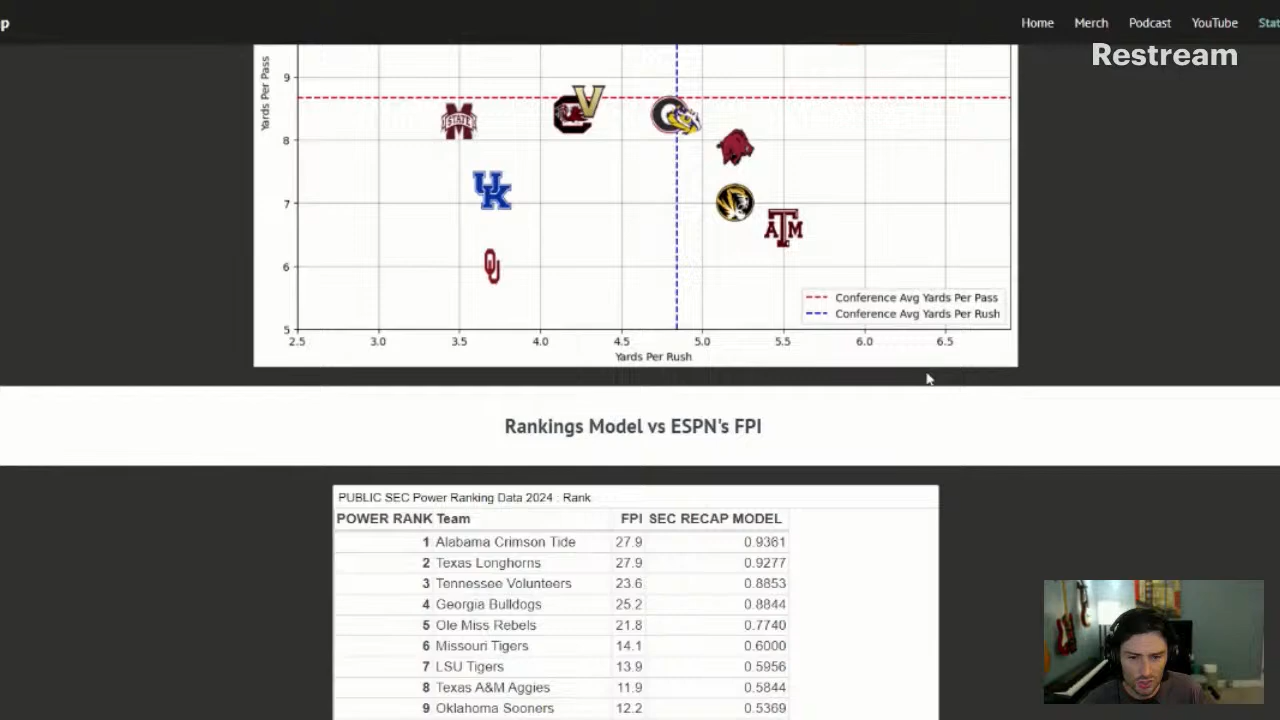 p
Home Merch Podcast YouTube Stat
Restream
Yards Per Pass
9
8
7
6
5
STATE
V
C
G
UK
OU
ATM
Conference Avg Yards Per Pass
Conference Avg Yards Per Rush
2.5 3.0 3.5 4.0 4.5 5.0 5.5 6.0 6.5
Yards Per Rush
Rankings Model vs ESPN's FPI
PUBLIC SEC Power Ranking Data 2024 : Rank
POWER RANK Team FPI SEC RECAP MODEL
1 Alabama Crimson Tide 27.9 0.9361
2 Texas Longhorns 27.9 0.9277
3 Tennessee Volunteers 23.6 0.8853
4 Georgia Bulldogs 25.2 0.8844
5 Ole Miss Rebels 21.8 0.7740
6 Missouri Tigers 14.1 0.6000
7 LSU Tigers 13.9 0.5956
8 Texas A&M Aggies 11.9 0.5844
9 Oklahoma Sooners 12.2 0.5369